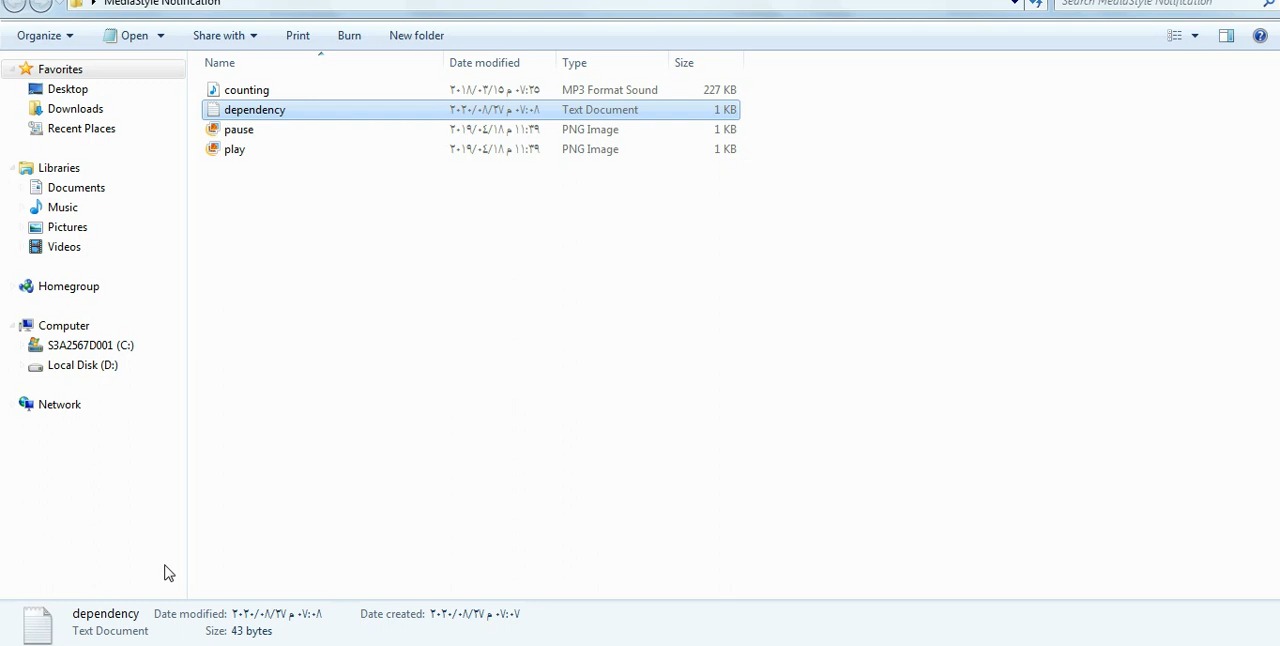 MediaStyle Notification
Search MediaStyle Notification
Organize Open Share with Print Burn New folder
Name Date modified Type Size
Favorites
Desktop
Downloads
Recent Places
Libraries
Documents
Music
Pictures
Videos
Homegroup
Computer
S3A2567D001 (C:)
Local Disk (D:)
Network
counting ٢٠١٨/٠٣/١٥ م ٠٧:٣٥ MP3 Format Sound 227 KB
dependency ٢٠٢٠/٠٨/٢٧ م ٠٧:٠٨ Text Document 1 KB
pause ٢٠١٩/٠٤/١٨ م ١١:٣٩ PNG Image 1 KB
play ٢٠١٩/٠٤/١٨ م ١١:٣٩ PNG Image 1 KB
dependency Date modified: ٢٠٢٠/٠٨/٢٧ م ٠٧:٠٨ Date created: ٢٠٢٠/٠٨/٢٧ م ٠٧:٠٧
Text Document Size: 43 bytes